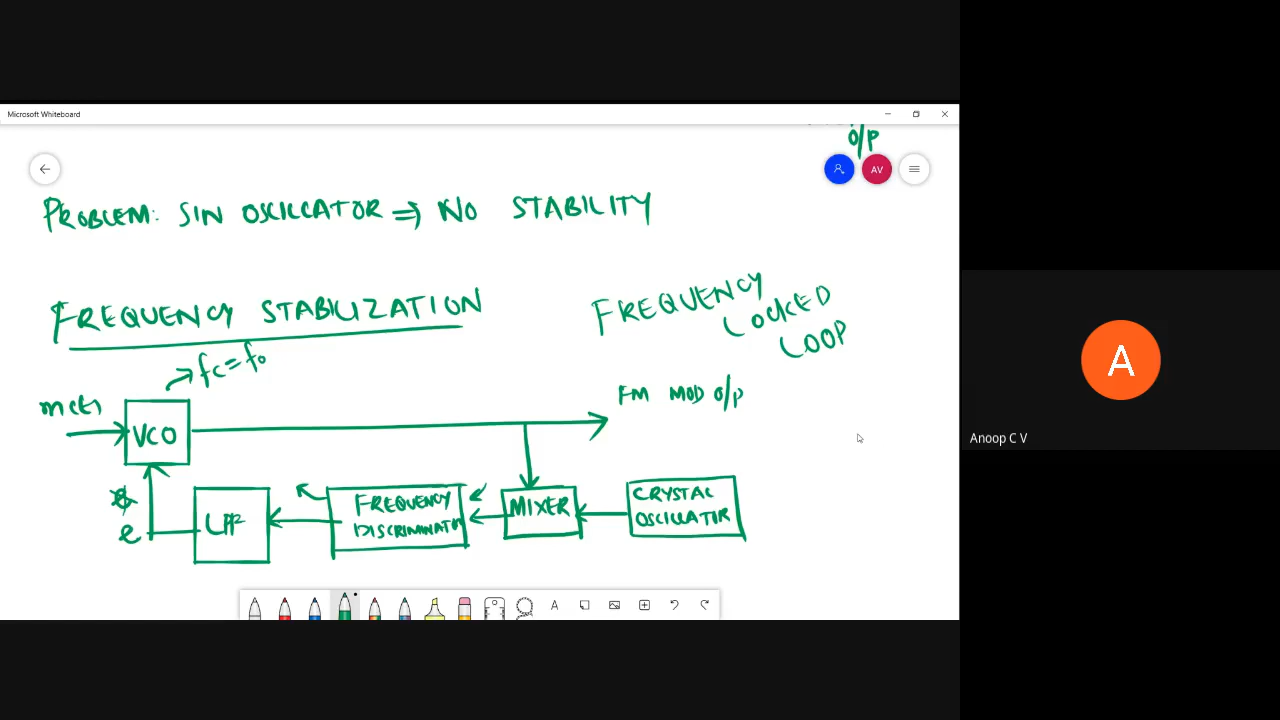 Microsoft Whiteboard
O/P
AV
PROBLEM: SIN OSCILLATOR ⇒ NO STABILITY
FREQUENCY STABILIZATION
FREQUENCY
LOCKED
LOOP
fc = fo
m(t)
VCO
FM MOD O/P
e
LPF
FREQUENCY
DISCRIMINATOR
MIXER
CRYSTAL
OSCILLATOR
A
A
Anoop C V